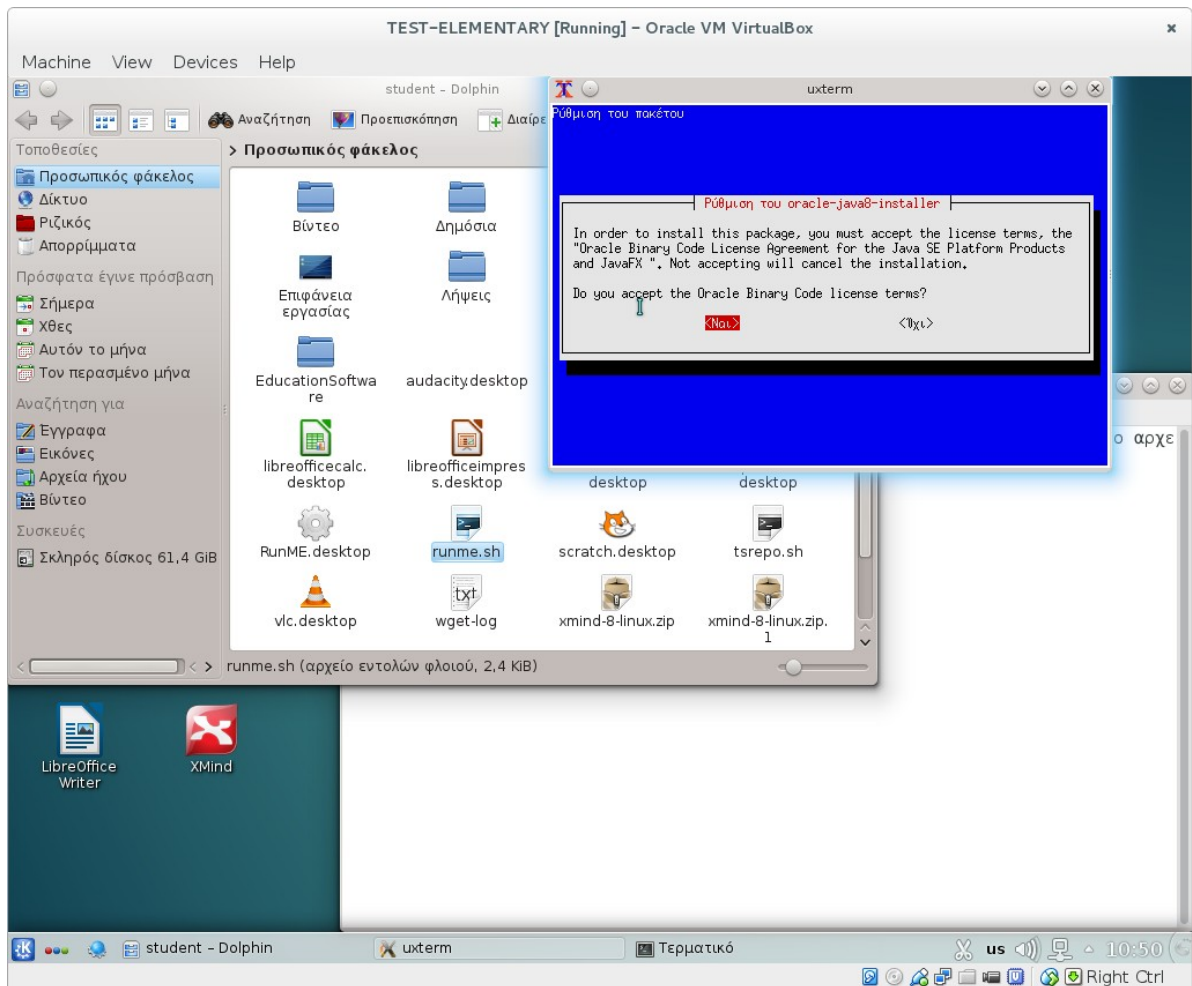 TEST-ELEMENTARY [Running] - Oracle VM VirtualBox
Machine View Devices Help
student - Dolphin
Αναζήτηση Προεπισκόπηση Διαίρε
Τοποθεσίες
Προσωπικός φάκελος
Δίκτυο
Ριζικός
Απορρίμματα
Πρόσφατα έγινε πρόσβαση
Σήμερα
Χθες
Αυτόν το μήνα
Τον περασμένο μήνα
Αναζήτηση για
Έγγραφα
Εικόνες
Αρχεία ήχου
Βίντεο
Συσκευές
Σκληρός δίσκος 61,4 GiB
> Προσωπικός φάκελος
Βίντεο Δημόσια
Επιφάνεια εργασίας Λήψεις
EducationSoftwa
re
audacity.desktop
libreofficecalc.
desktop
libreofficeimpres
s.desktop
desktop
desktop
RunME.desktop runme.sh scratch.desktop tsrepo.sh
txt
vlc.desktop wget-log xmind-8-linux.zip xmind-8-linux.zip.
1
runme.sh (αρχείο εντολών φλοιού, 2,4 KiB)
uxterm
Ρύθμιση του πακέτου
Ρύθμιση του oracle-java8-installer
In order to install this package, you must accept the license terms, the
"Oracle Binary Code License Agreement for the Java SE Platform Products
and JavaFX ". Not accepting will cancel the installation.
Do you accept the Oracle Binary Code license terms?
<Ναι> <Όχι>
ο αρχε
LibreOffice
Writer
XMind
student - Dolphin uxterm Τερματικό us 10:50
Right Ctrl